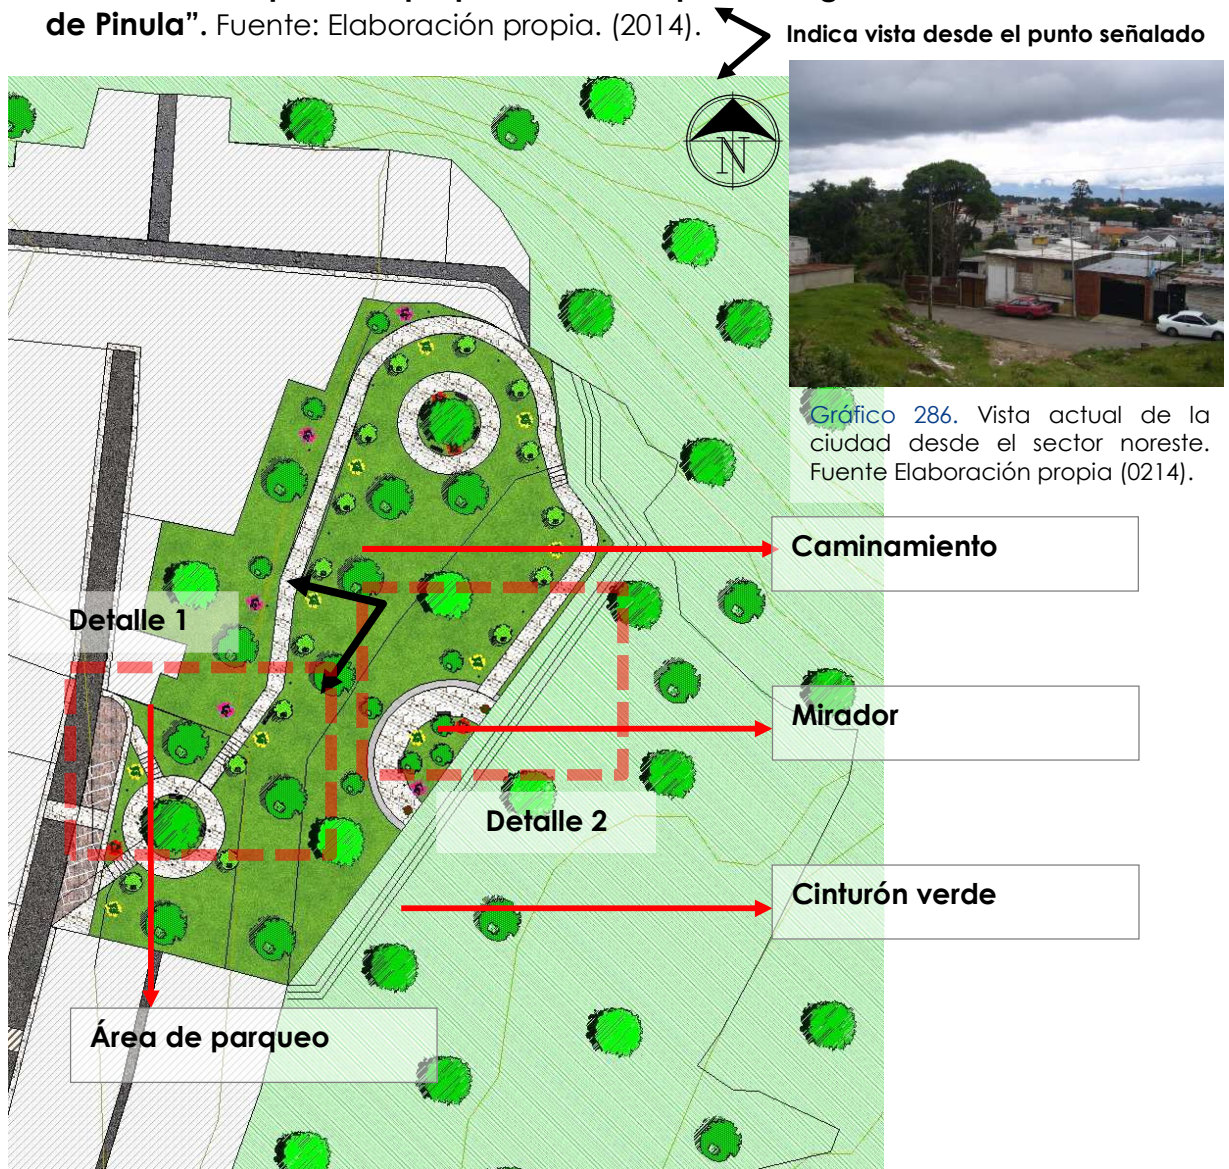 de Pinula”. Fuente: Elaboración propia. (2014).
Indica vista desde el punto señalado
N
Gráfico 286. Vista actual de la
ciudad desde el sector noreste.
Fuente Elaboración propia (0214).
Caminamiento
Detalle 1
Mirador
Detalle 2
Cinturón verde
Área de parqueo